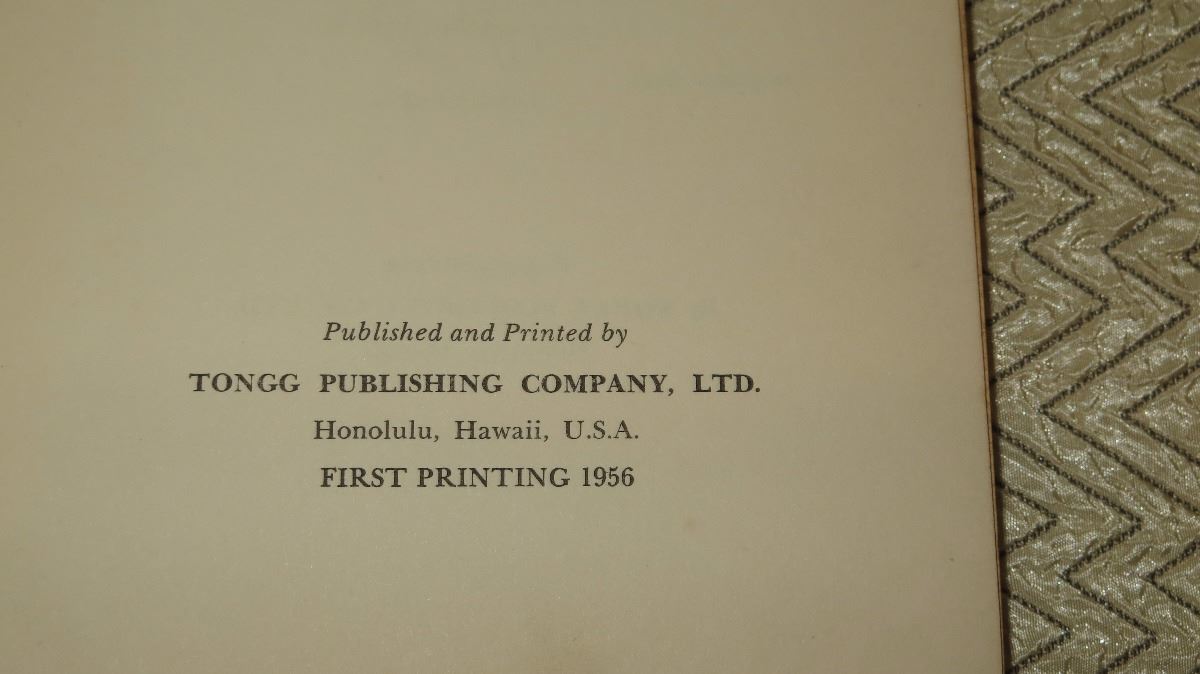 Published and Printed by
TONGG PUBLISHING COMPANY, LTD.
Honolulu, Hawaii, U.S.A.
FIRST PRINTING 1956